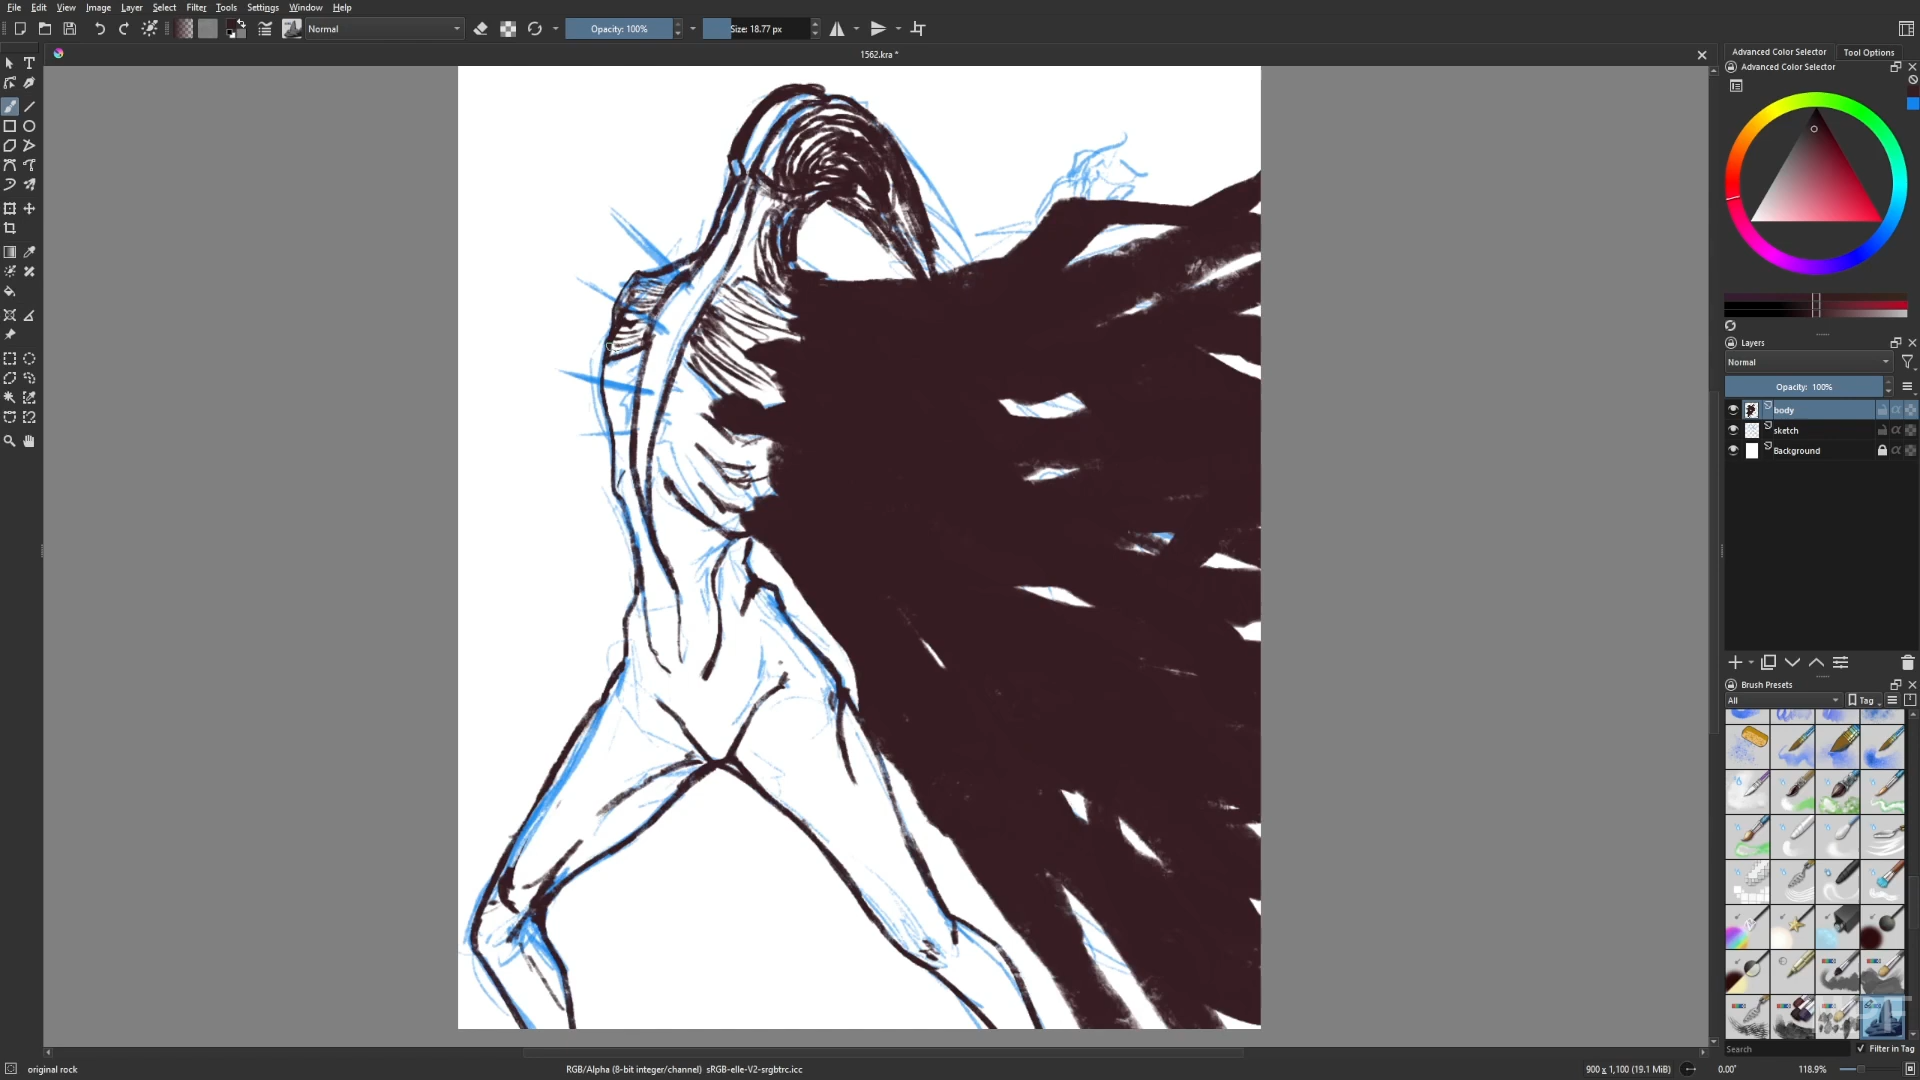 File Edit View Image Layer Select Filter Tools Settings Window Help
Normal Opacity: 100% Size: 18.77 px
1562.kra *
Advanced Color Selector Tool Options
Advanced Color Selector
Layers
Normal
Opacity: 100%
body
sketch
Background
Brush Presets
All Tag
Search Filter in Tag
original rock RGB/Alpha (8-bit integer/channel) sRGB-elle-V2-srgbtrc.icc 900 x 1,100 (19.1 MiB) 0.00° 118.9%